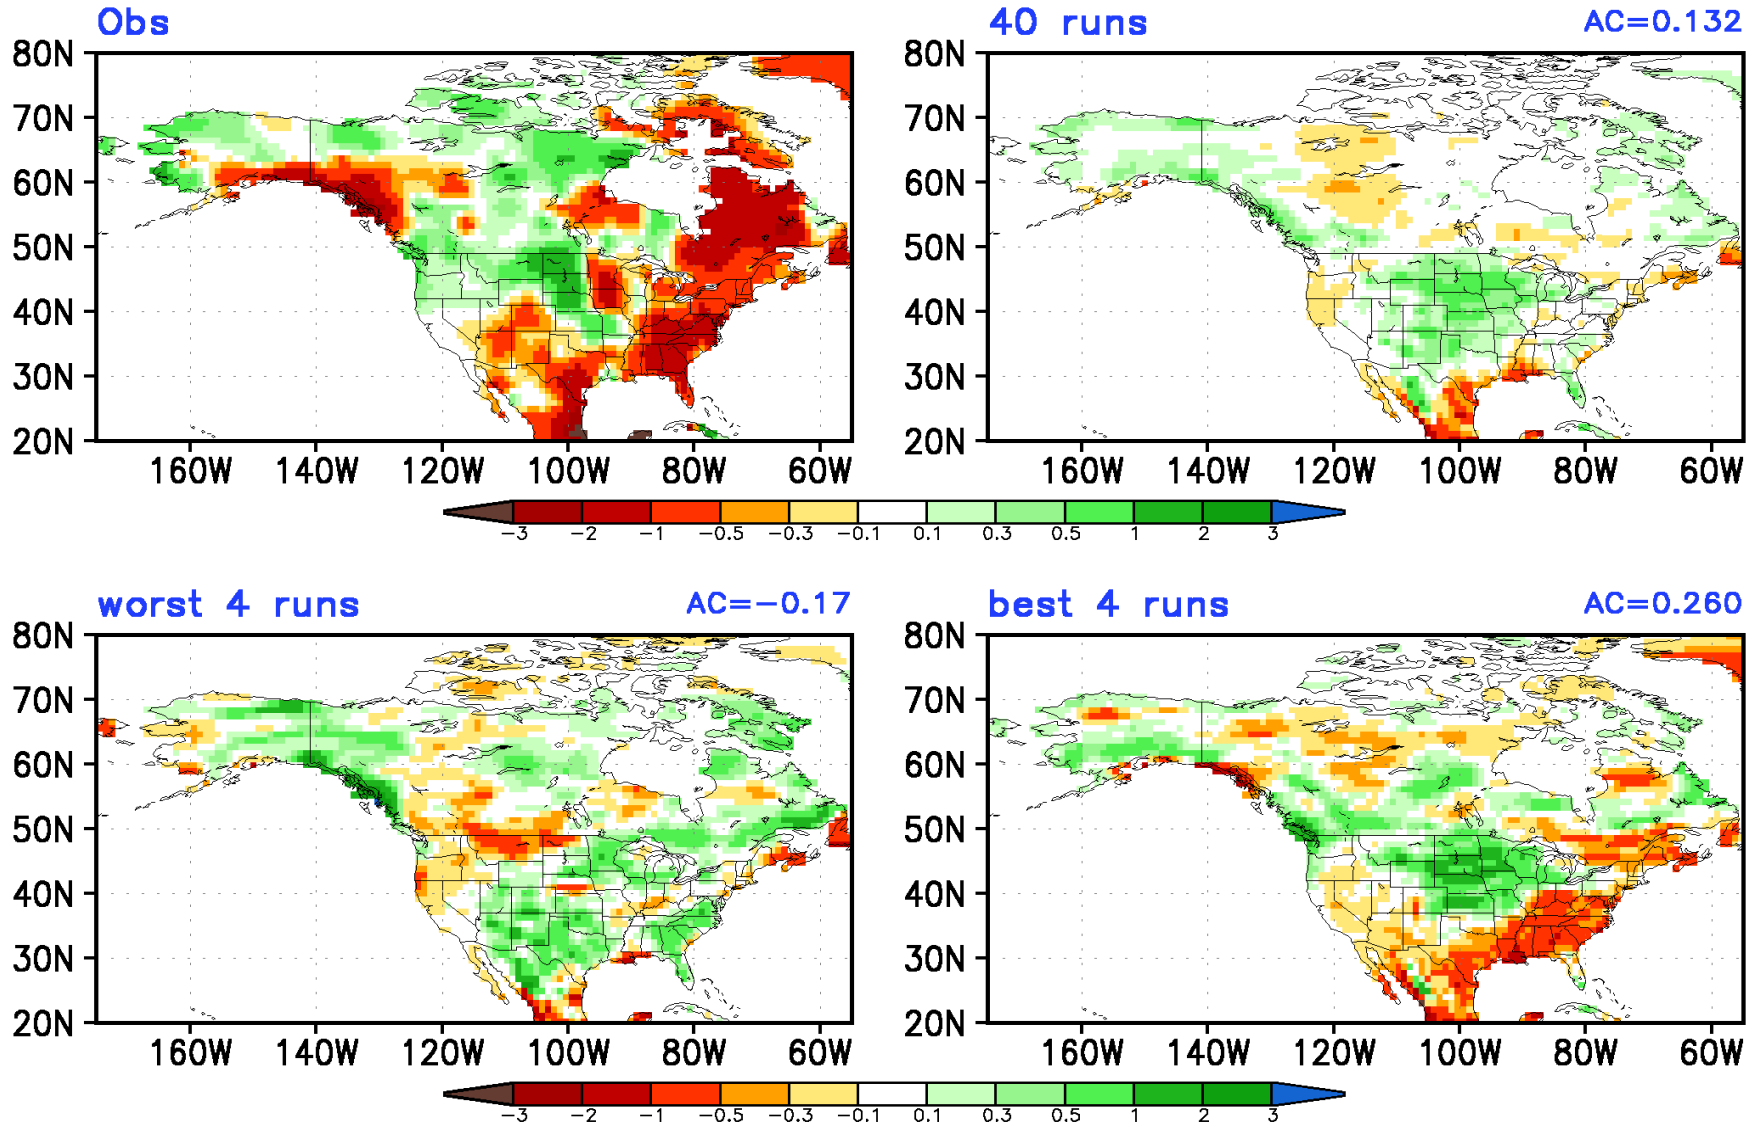 Obs
40 runs AC=0.132
80N 80N
70N 70N
60N 60N
50N 50N
40N 40N
30N 30N
20N 20N
160W 140W 120W 100W 80W 60W 160W 140W 120W 100W 80W 60W
-3 -2 -1 -0.5 -0.3 -0.1 0.1 0.3 0.5 1 2 3
worst 4 runs AC=-0.17
best 4 runs AC=0.260
80N 80N
70N 70N
60N 60N
50N 50N
40N 40N
30N 30N
20N 20N
160W 140W 120W 100W 80W 60W 160W 140W 120W 100W 80W 60W
-3 -2 -1 -0.5 -0.3 -0.1 0.1 0.3 0.5 1 2 3